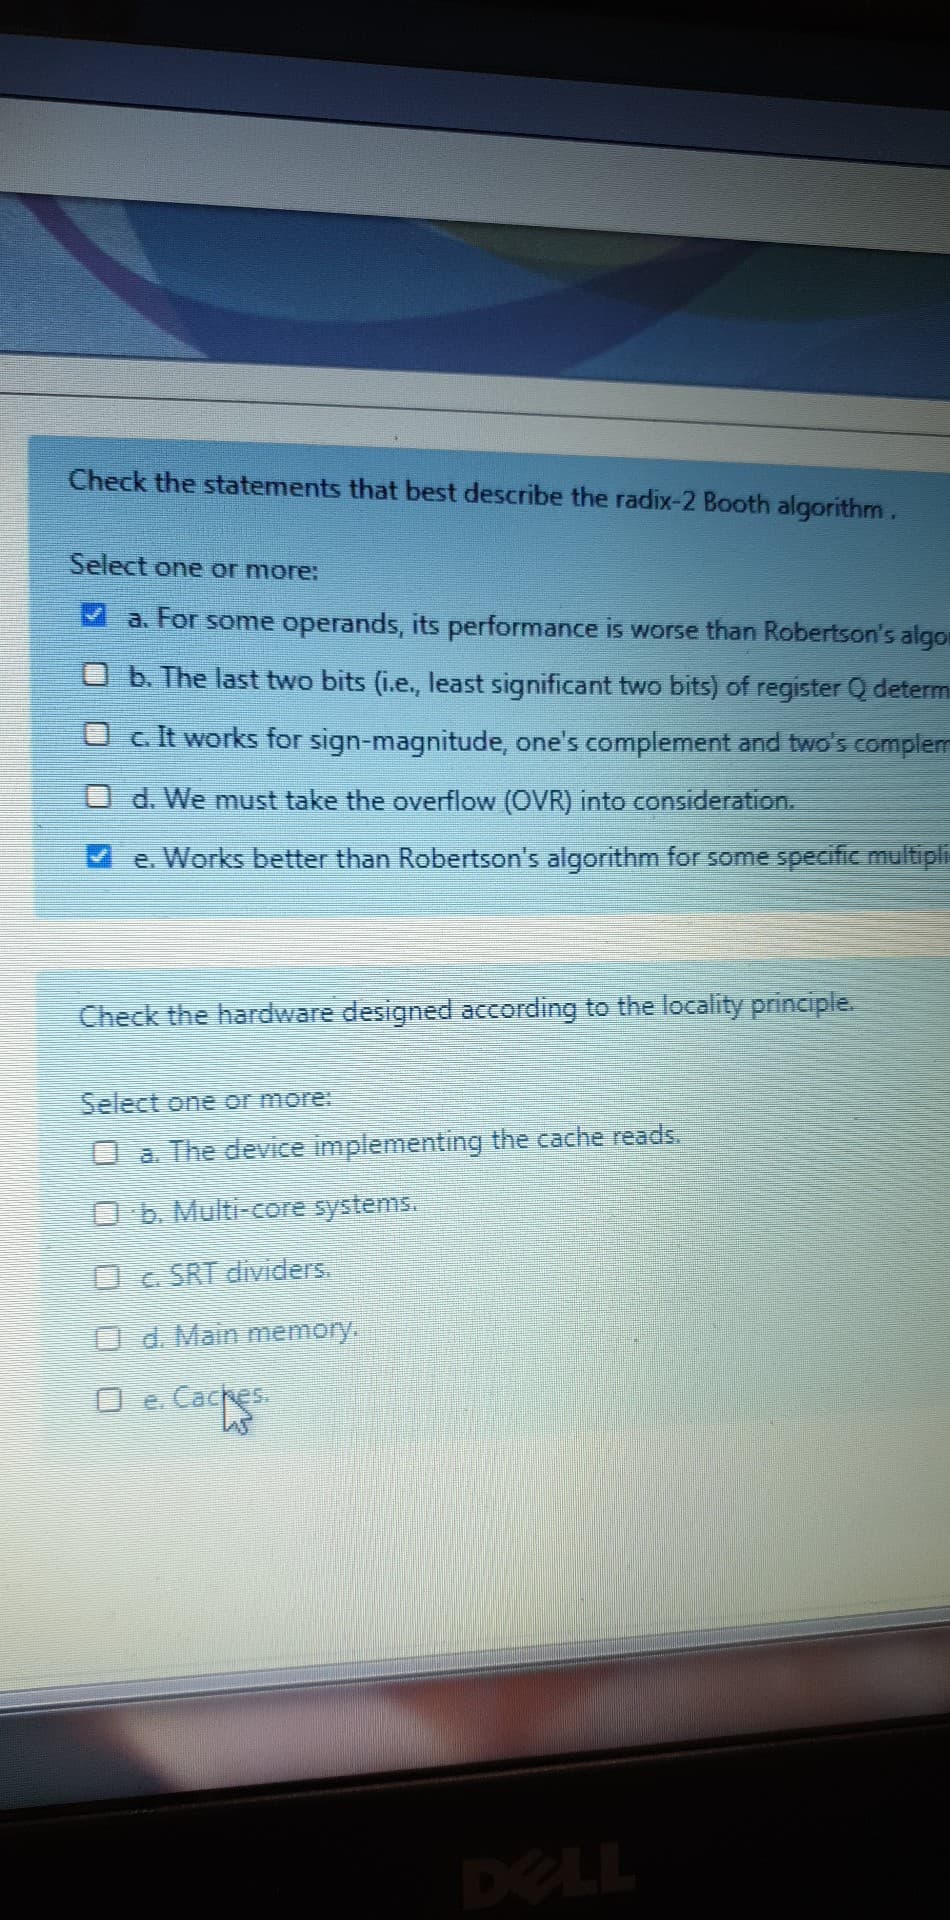 Check the statements that best describe the radix-2 Booth algorithm.
Select one or more:
a. For some operands, its performance is worse than Robertson's algo
b. The last two bits (i.e., least significant two bits) of register Q determ
c. It works for sign-magnitude, one's complement and two's complem
d. We must take the overflow (OVR) into consideration.
e. Works better than Robertson's algorithm for some specific multipli
Check the hardware designed according to the locality principle.
Select one or more:
a. The device implementing the cache reads.
b. Multi-core systems.
c. SRT dividers.
d. Main memory.
e. Caches.
DELL